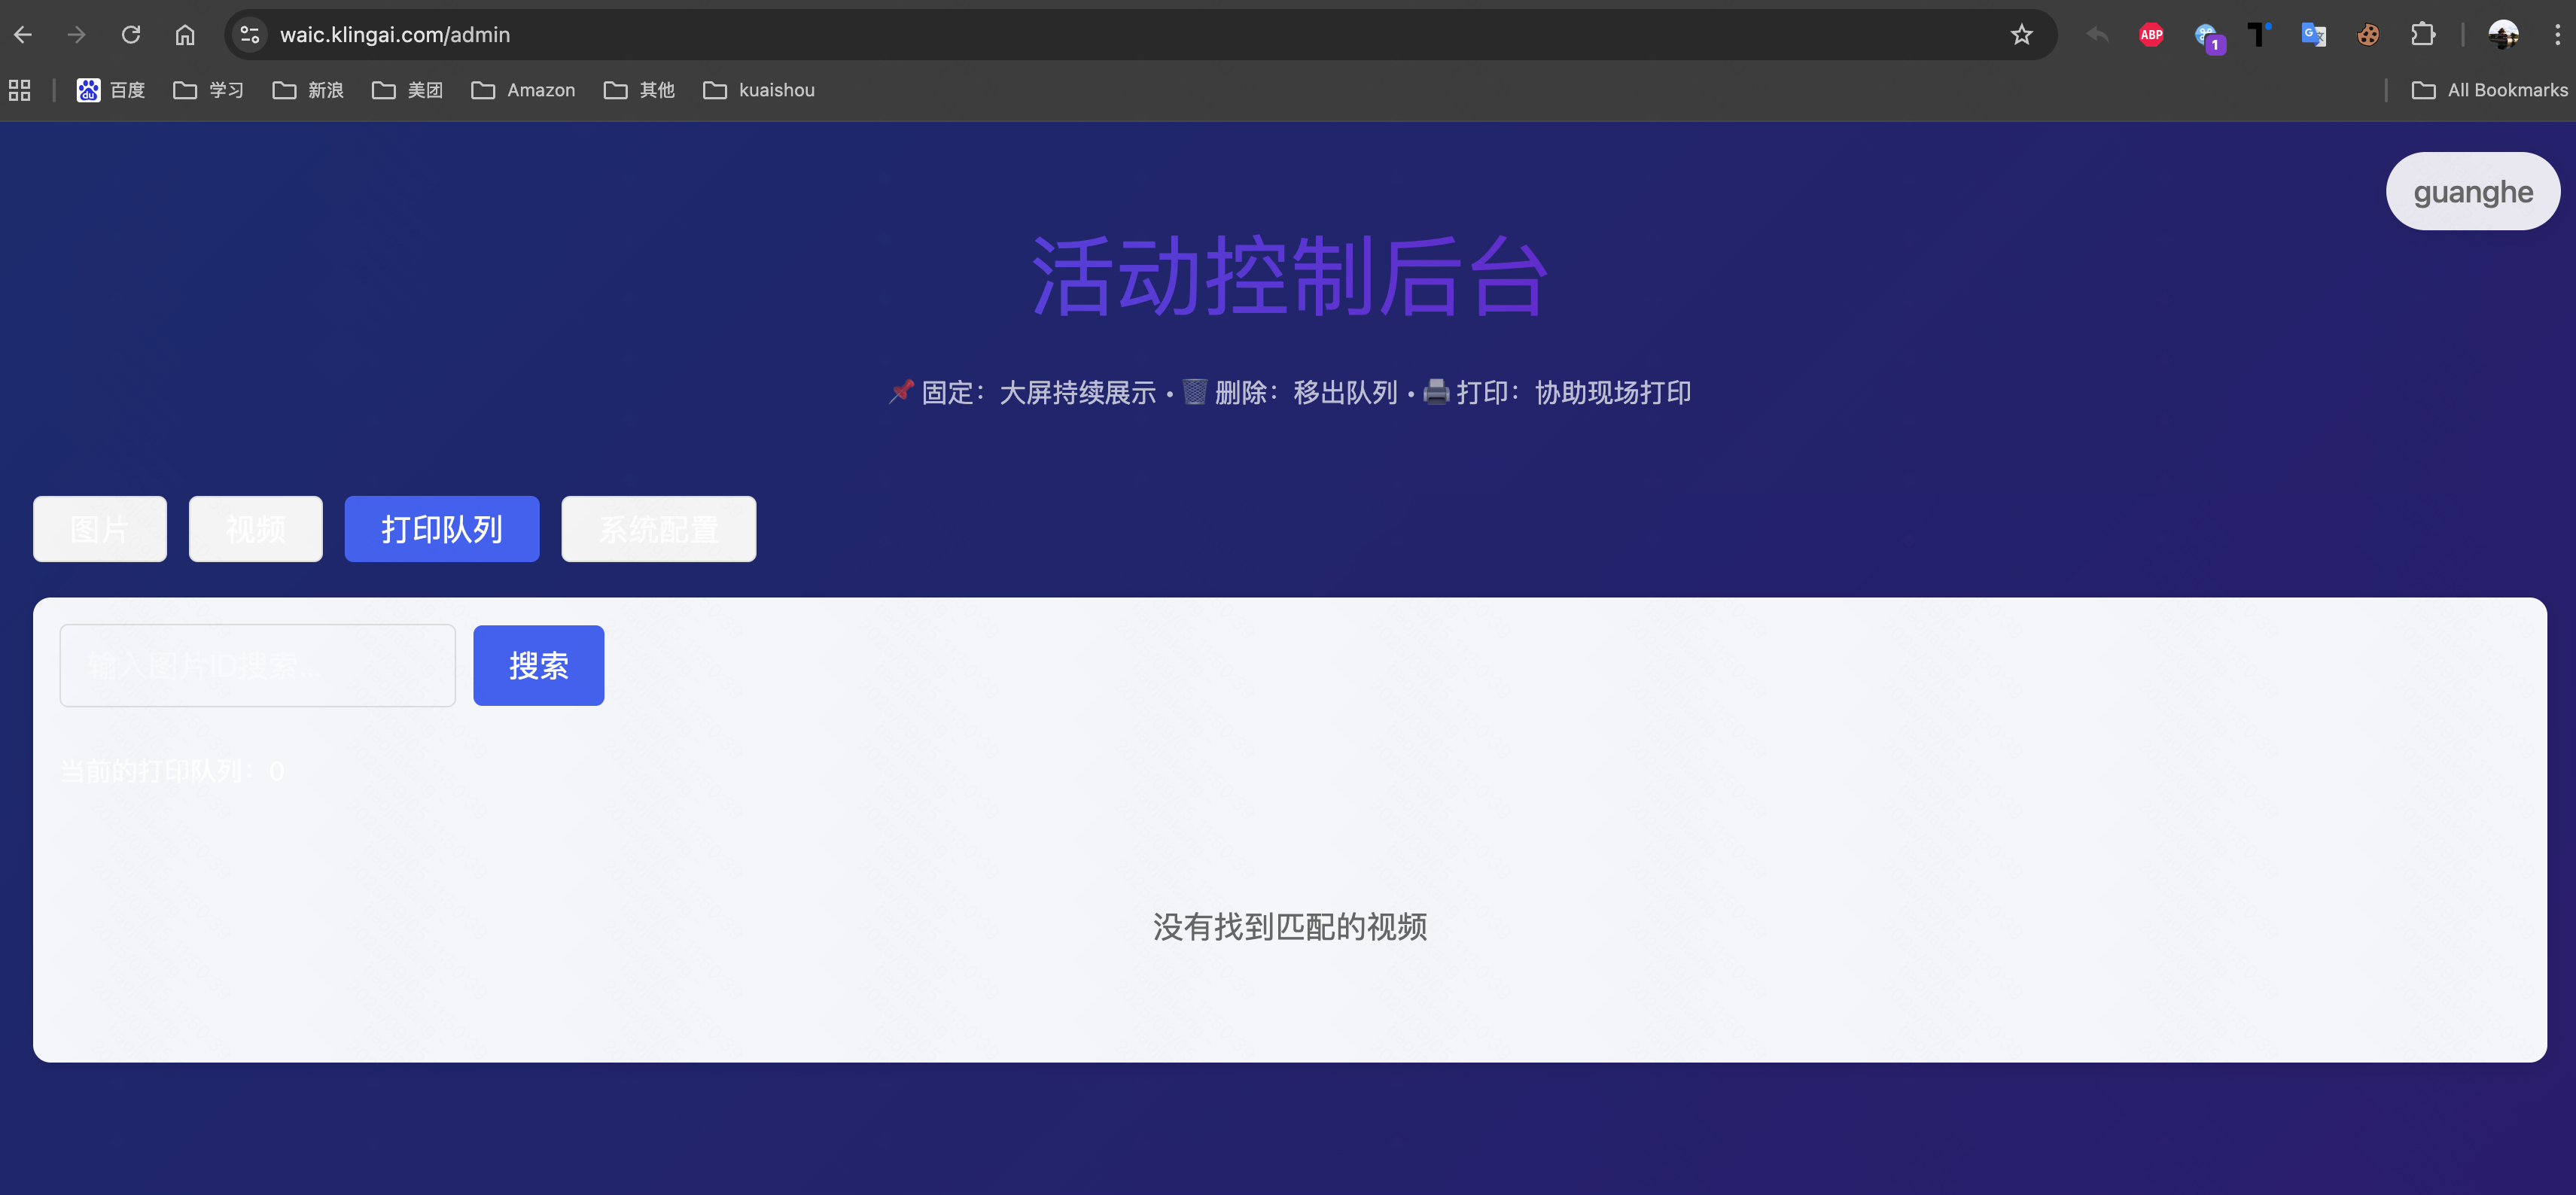 waic.klingai.com/admin
ABP
1
百度
学习
新浪
美团
Amazon
其他
kuaishou
All Bookmarks
guanghe
活动控制后台
📌 固定：大屏持续展示 • 🗑️ 删除：移出队列 • 🖨️ 打印：协助现场打印
图片
视频
打印队列
系统配置
输入图片ID搜索...
搜索
当前的打印队列：0
没有找到匹配的视频